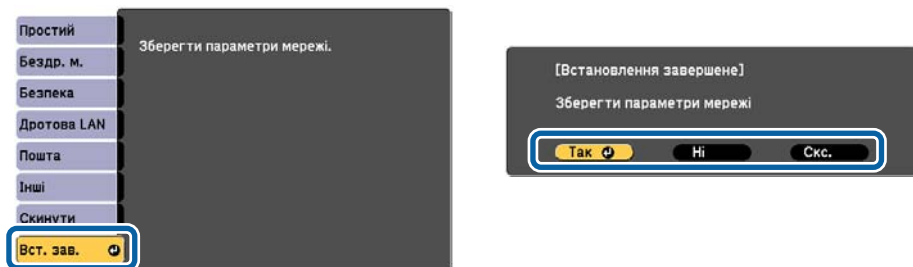 Простий
Бездр. м.
Безпека
Дротова LAN
Пошта
Інші
Скинути
Вст. зав.
Зберегти параметри мережі.
[Встановлення завершене]
Зберегти параметри мережі
Так Ні Скс.